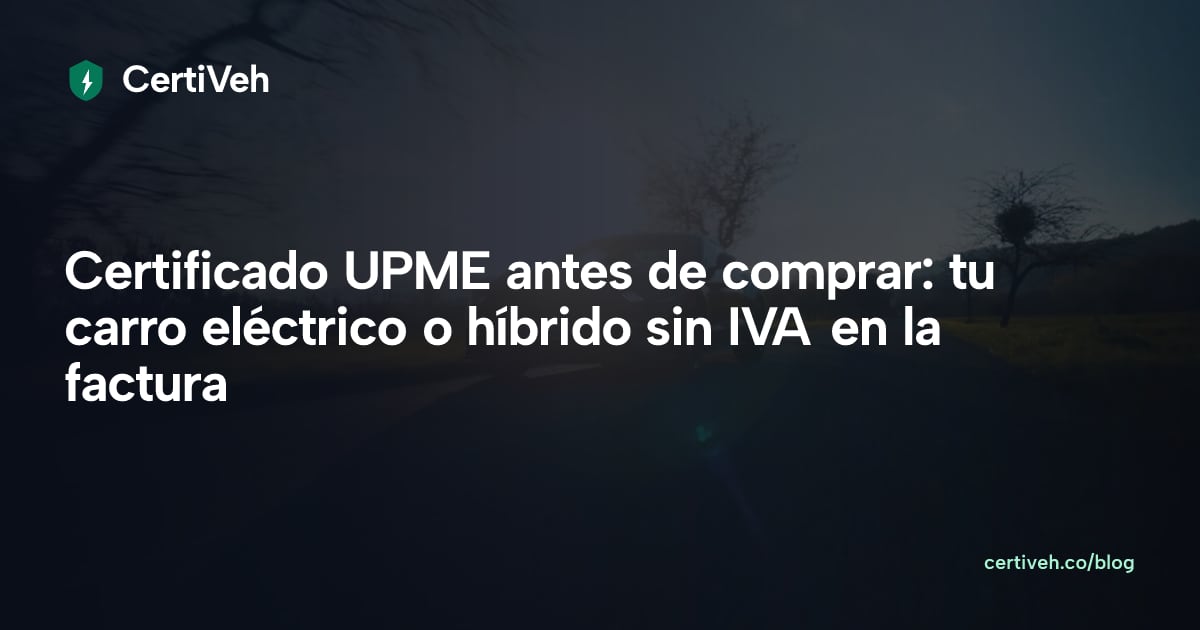 CertiVeh
Certificado UPME antes de comprar: tu
carro eléctrico o híbrido sin IVA en la
factura
certiveh.co/blog